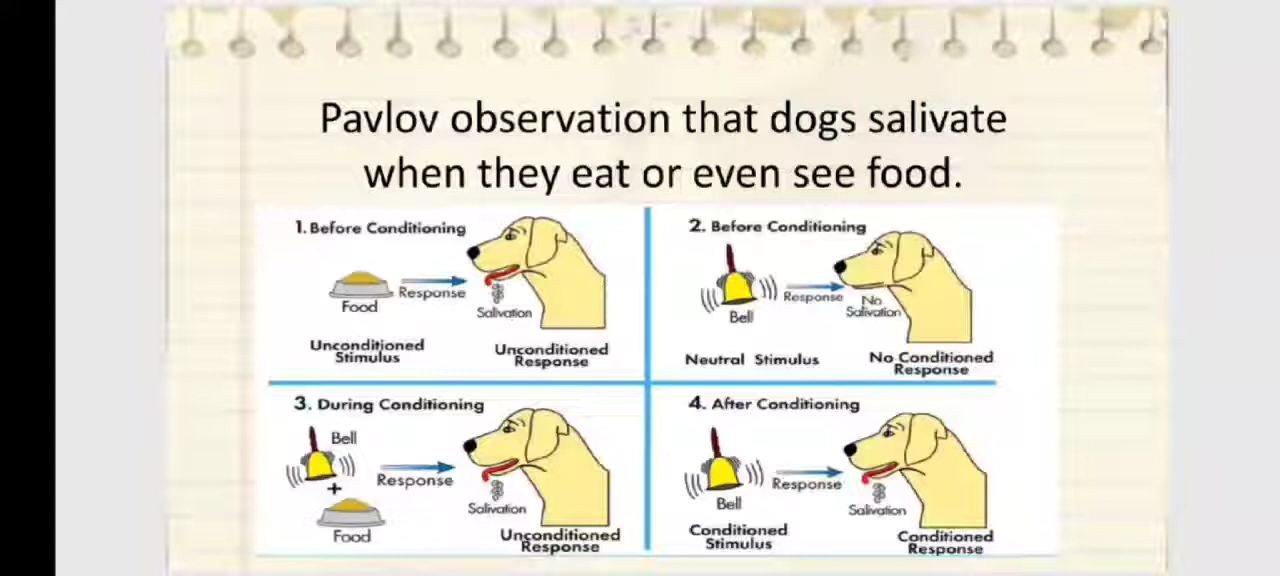 Pavlov observation that dogs salivate
when they eat or even see food.
1. Before Conditioning
Food
Response
Salivation
Unconditioned
Stimulus
Unconditioned
Response
2. Before Conditioning
Bell
Response
No
Salivation
Neutral Stimulus
No Conditioned
Response
3. During Conditioning
Bell
+
Food
Response
Salivation
Unconditioned
Response
4. After Conditioning
Bell
Response
Salivation
Conditioned
Stimulus
Conditioned
Response